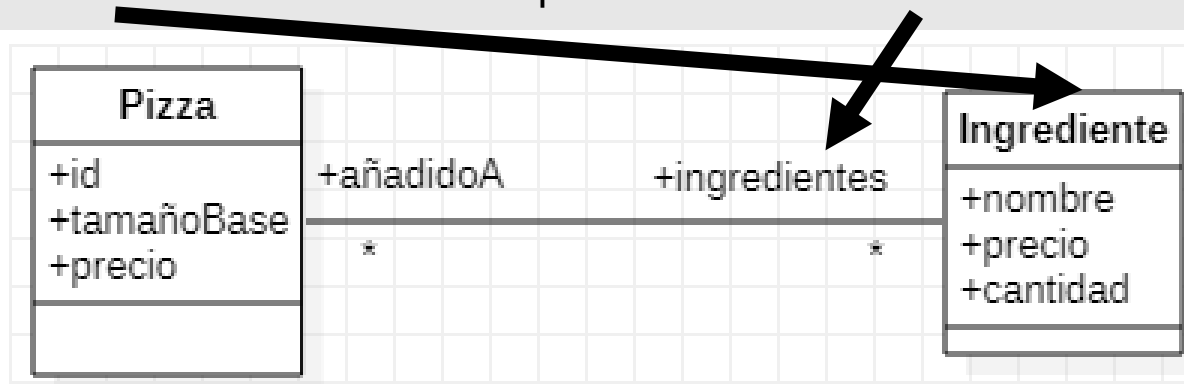 Pizza
+id
+tamañoBase
+precio
+añadidoA
*
+ingredientes
*
Ingrediente
+nombre
+precio
+cantidad